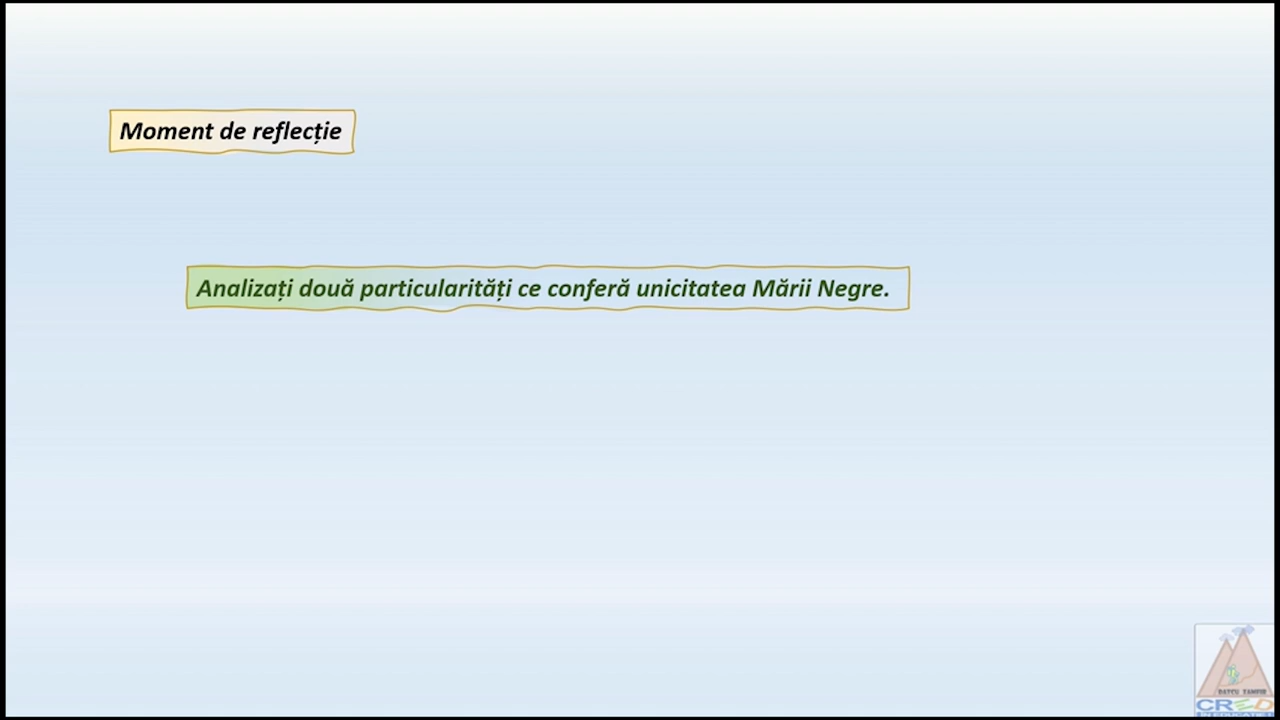 Moment de reflecție
Analizați două particularități ce conferă unicitatea Mării Negre.
CRED